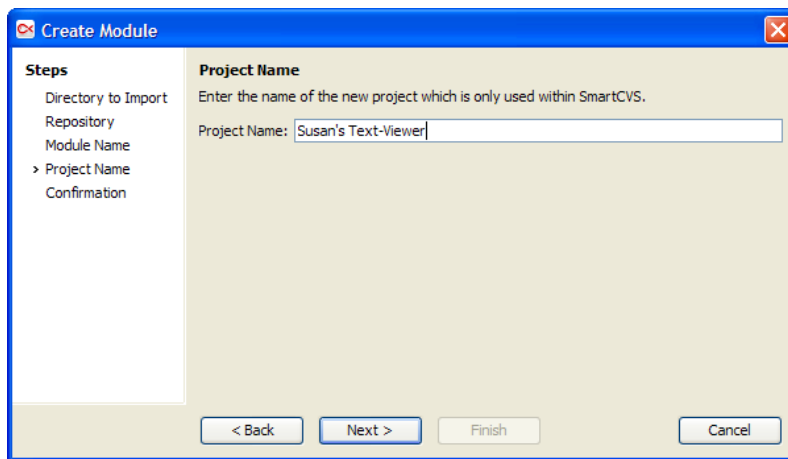 Create Module
Steps
Directory to Import
Repository
Module Name
> Project Name
Confirmation
Project Name
Enter the name of the new project which is only used within SmartCVS.
Project Name: Susan's Text-Viewer
< Back Next > Finish Cancel